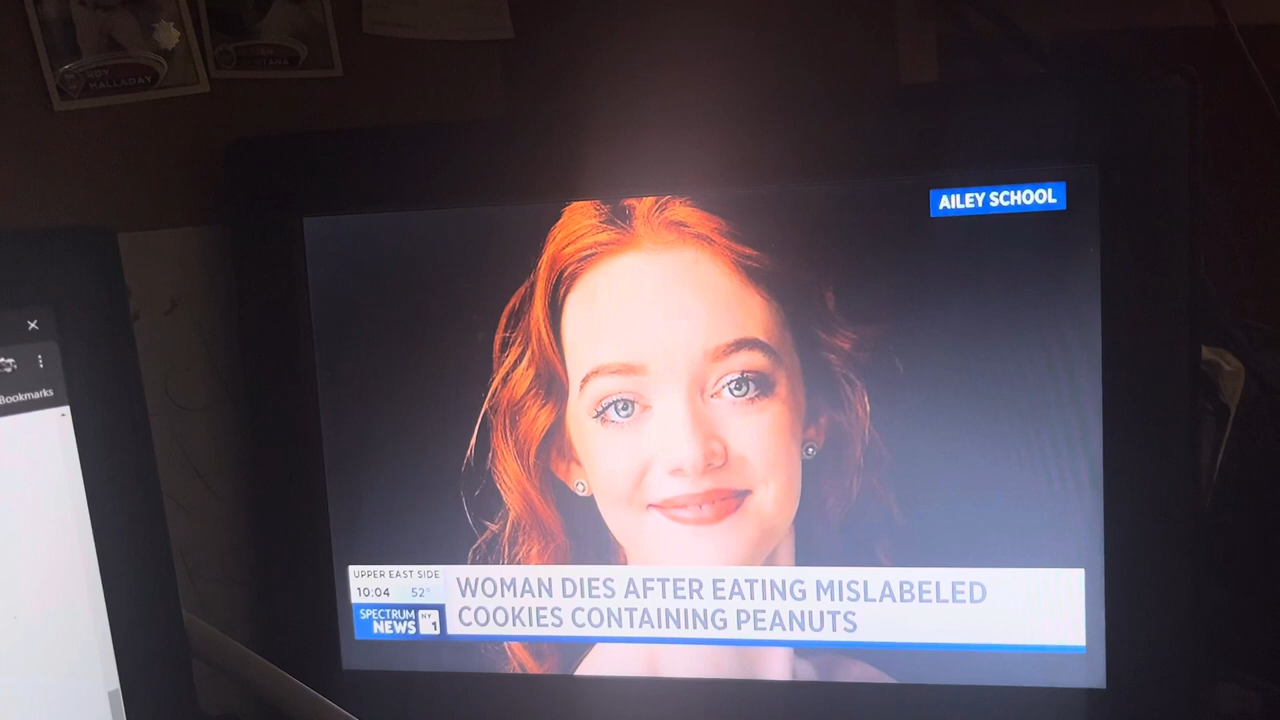 ROY
HALLADAY
AILEY SCHOOL
Bookmarks
UPPER EAST SIDE
10:04 52°
SPECTRUM
NEWS NY 1
WOMAN DIES AFTER EATING MISLABELED
COOKIES CONTAINING PEANUTS